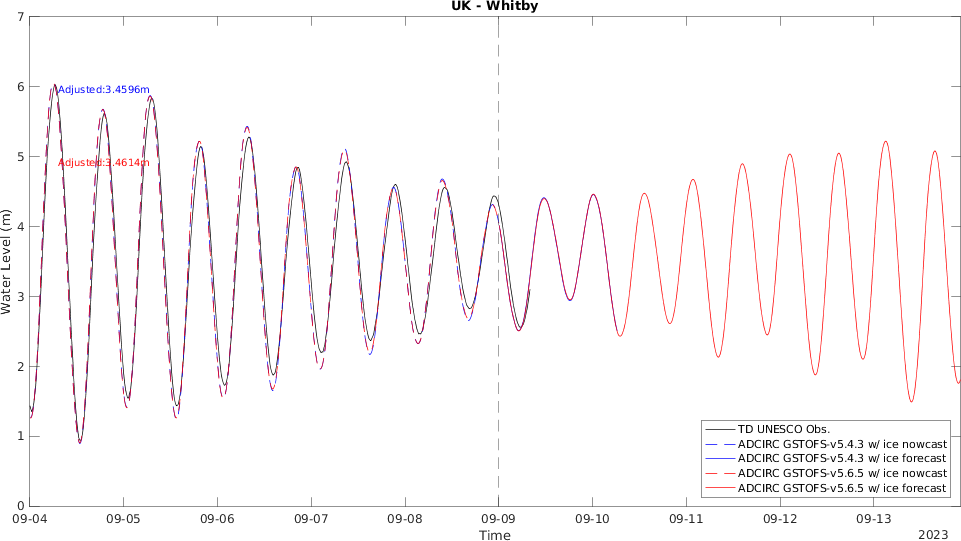 UK - Whitby
7
6
5
4
3
2
1
0
Water Level (m)
Adjusted:3.4596m
Adjusted:3.4614m
TD UNESCO Obs.
ADCIRC GSTOFS-v5.4.3 w/ ice nowcast
ADCIRC GSTOFS-v5.4.3 w/ ice forecast
ADCIRC GSTOFS-v5.6.5 w/ ice nowcast
ADCIRC GSTOFS-v5.6.5 w/ ice forecast
09-04 09-05 09-06 09-07 09-08 09-09 09-10 09-11 09-12 09-13
Time
2023